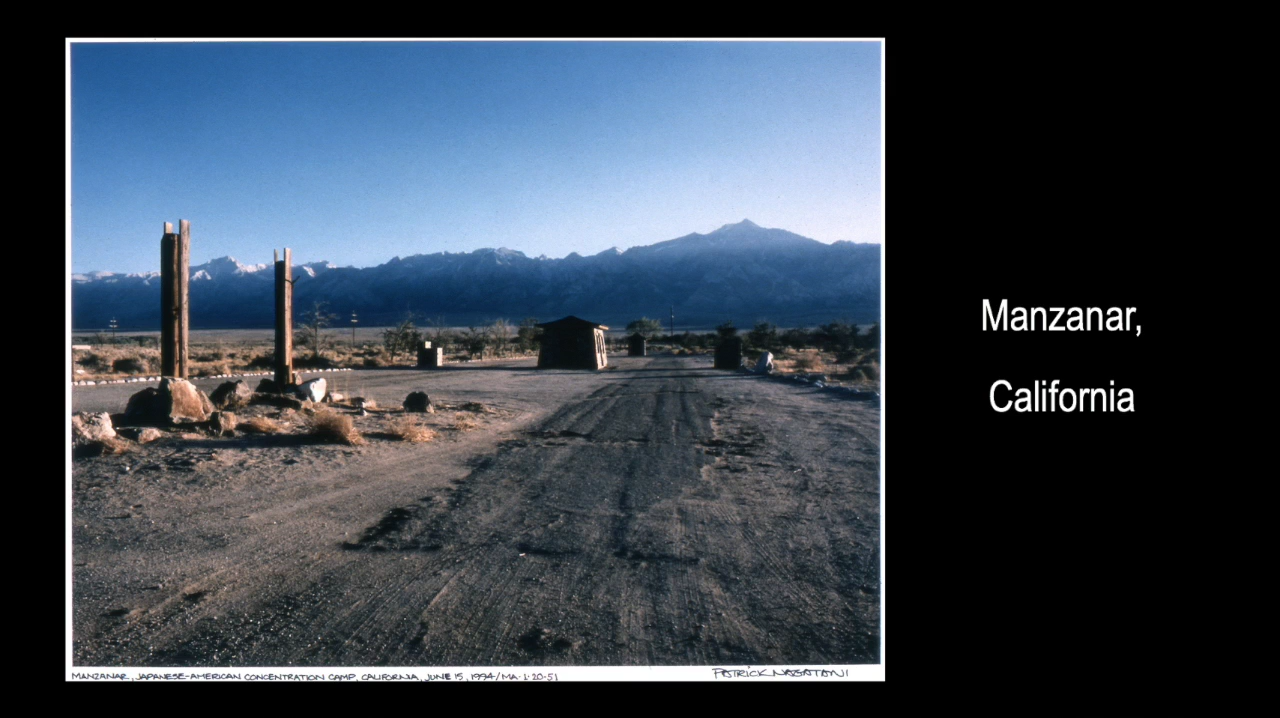 Manzanar,
California
MANZANAR, JAPANESE-AMERICAN CONCENTRATION CAMP, CALIFORNIA, JUNE 15, 1994/MA-1-20-51
PATRICK NAGATANI